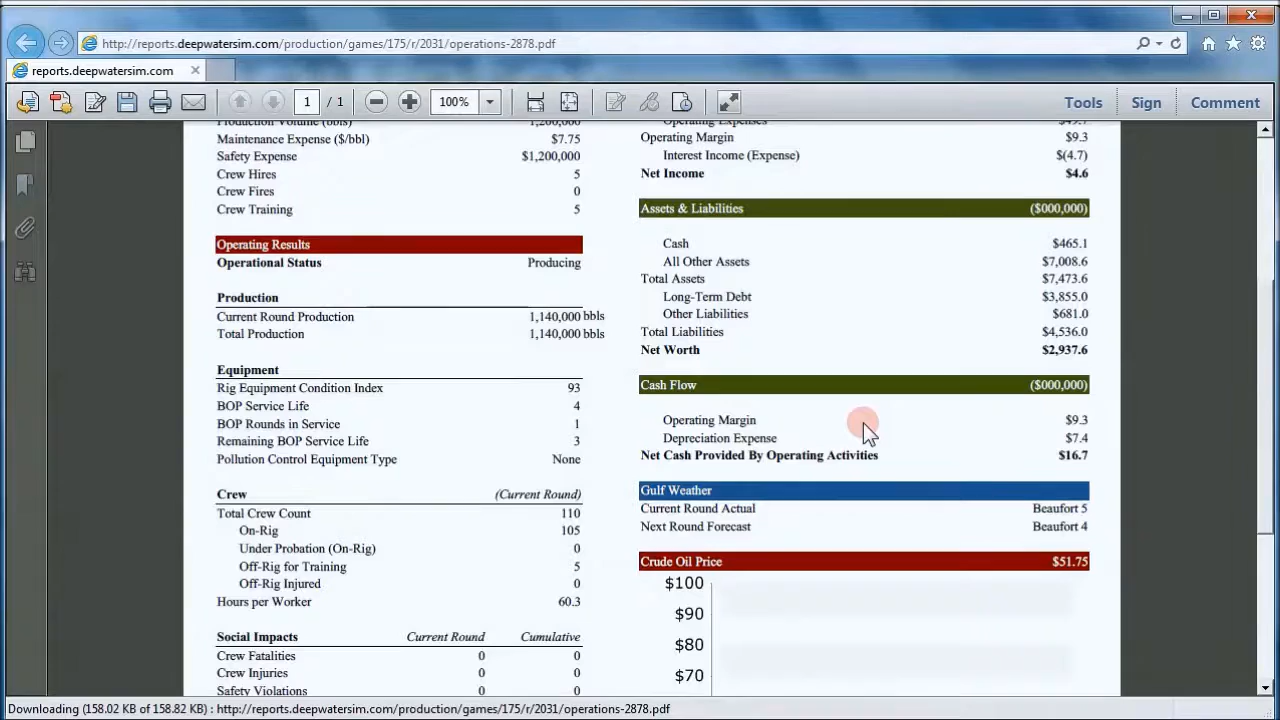 http://reports.deepwatersim.com/production/games/175/r/2031/operations-2878.pdf
reports.deepwatersim.com
1 / 1
100%
Tools
Sign
Comment
Production Volume (bbls) 1,200,000
Maintenance Expense ($/bbl) $7.75
Safety Expense $1,200,000
Crew Hires 5
Crew Fires 0
Crew Training 5
Operating Results
Operational Status Producing
Production
Current Round Production 1,140,000 bbls
Total Production 1,140,000 bbls
Equipment
Rig Equipment Condition Index 93
BOP Service Life 4
BOP Rounds in Service 1
Remaining BOP Service Life 3
Pollution Control Equipment Type None
Crew (Current Round)
Total Crew Count 110
On-Rig 105
Under Probation (On-Rig) 0
Off-Rig for Training 5
Off-Rig Injured 0
Hours per Worker 60.3
Social Impacts Current Round Cumulative
Crew Fatalities 0 0
Crew Injuries 0 0
Safety Violations 0 0
Operating Expenses
Operating Margin $9.3
Interest Income (Expense) $(4.7)
Net Income $4.6
Assets & Liabilities ($000,000)
Cash $465.1
All Other Assets $7,008.6
Total Assets $7,473.6
Long-Term Debt $3,855.0
Other Liabilities $681.0
Total Liabilities $4,536.0
Net Worth $2,937.6
Cash Flow ($000,000)
Operating Margin $9.3
Depreciation Expense $7.4
Net Cash Provided By Operating Activities $16.7
Gulf Weather
Current Round Actual Beaufort 5
Next Round Forecast Beaufort 4
Crude Oil Price $51.75
$100
$90
$80
$70
Downloading (158.02 KB of 158.82 KB) : http://reports.deepwatersim.com/production/games/175/r/2031/operations-2878.pdf